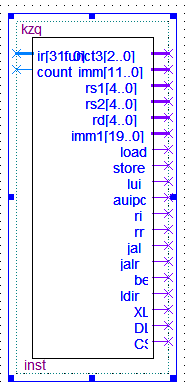 kzq
ir[31..0] funct3[2..0]
count imm[11..0]
rs1[4..0]
rs2[4..0]
rd[4..0]
imm1[19..0]
load
store
lui
auipc
ri
rr
jal
jalr
be
ldir
XL
DL
CS
inst